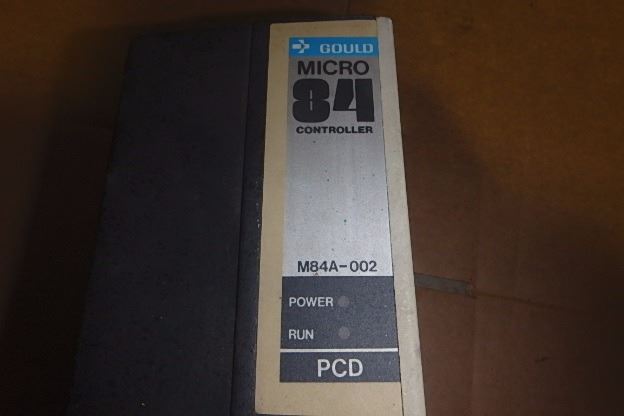 GOULD
MICRO
84
CONTROLLER
M84A-002
POWER
RUN
PCD